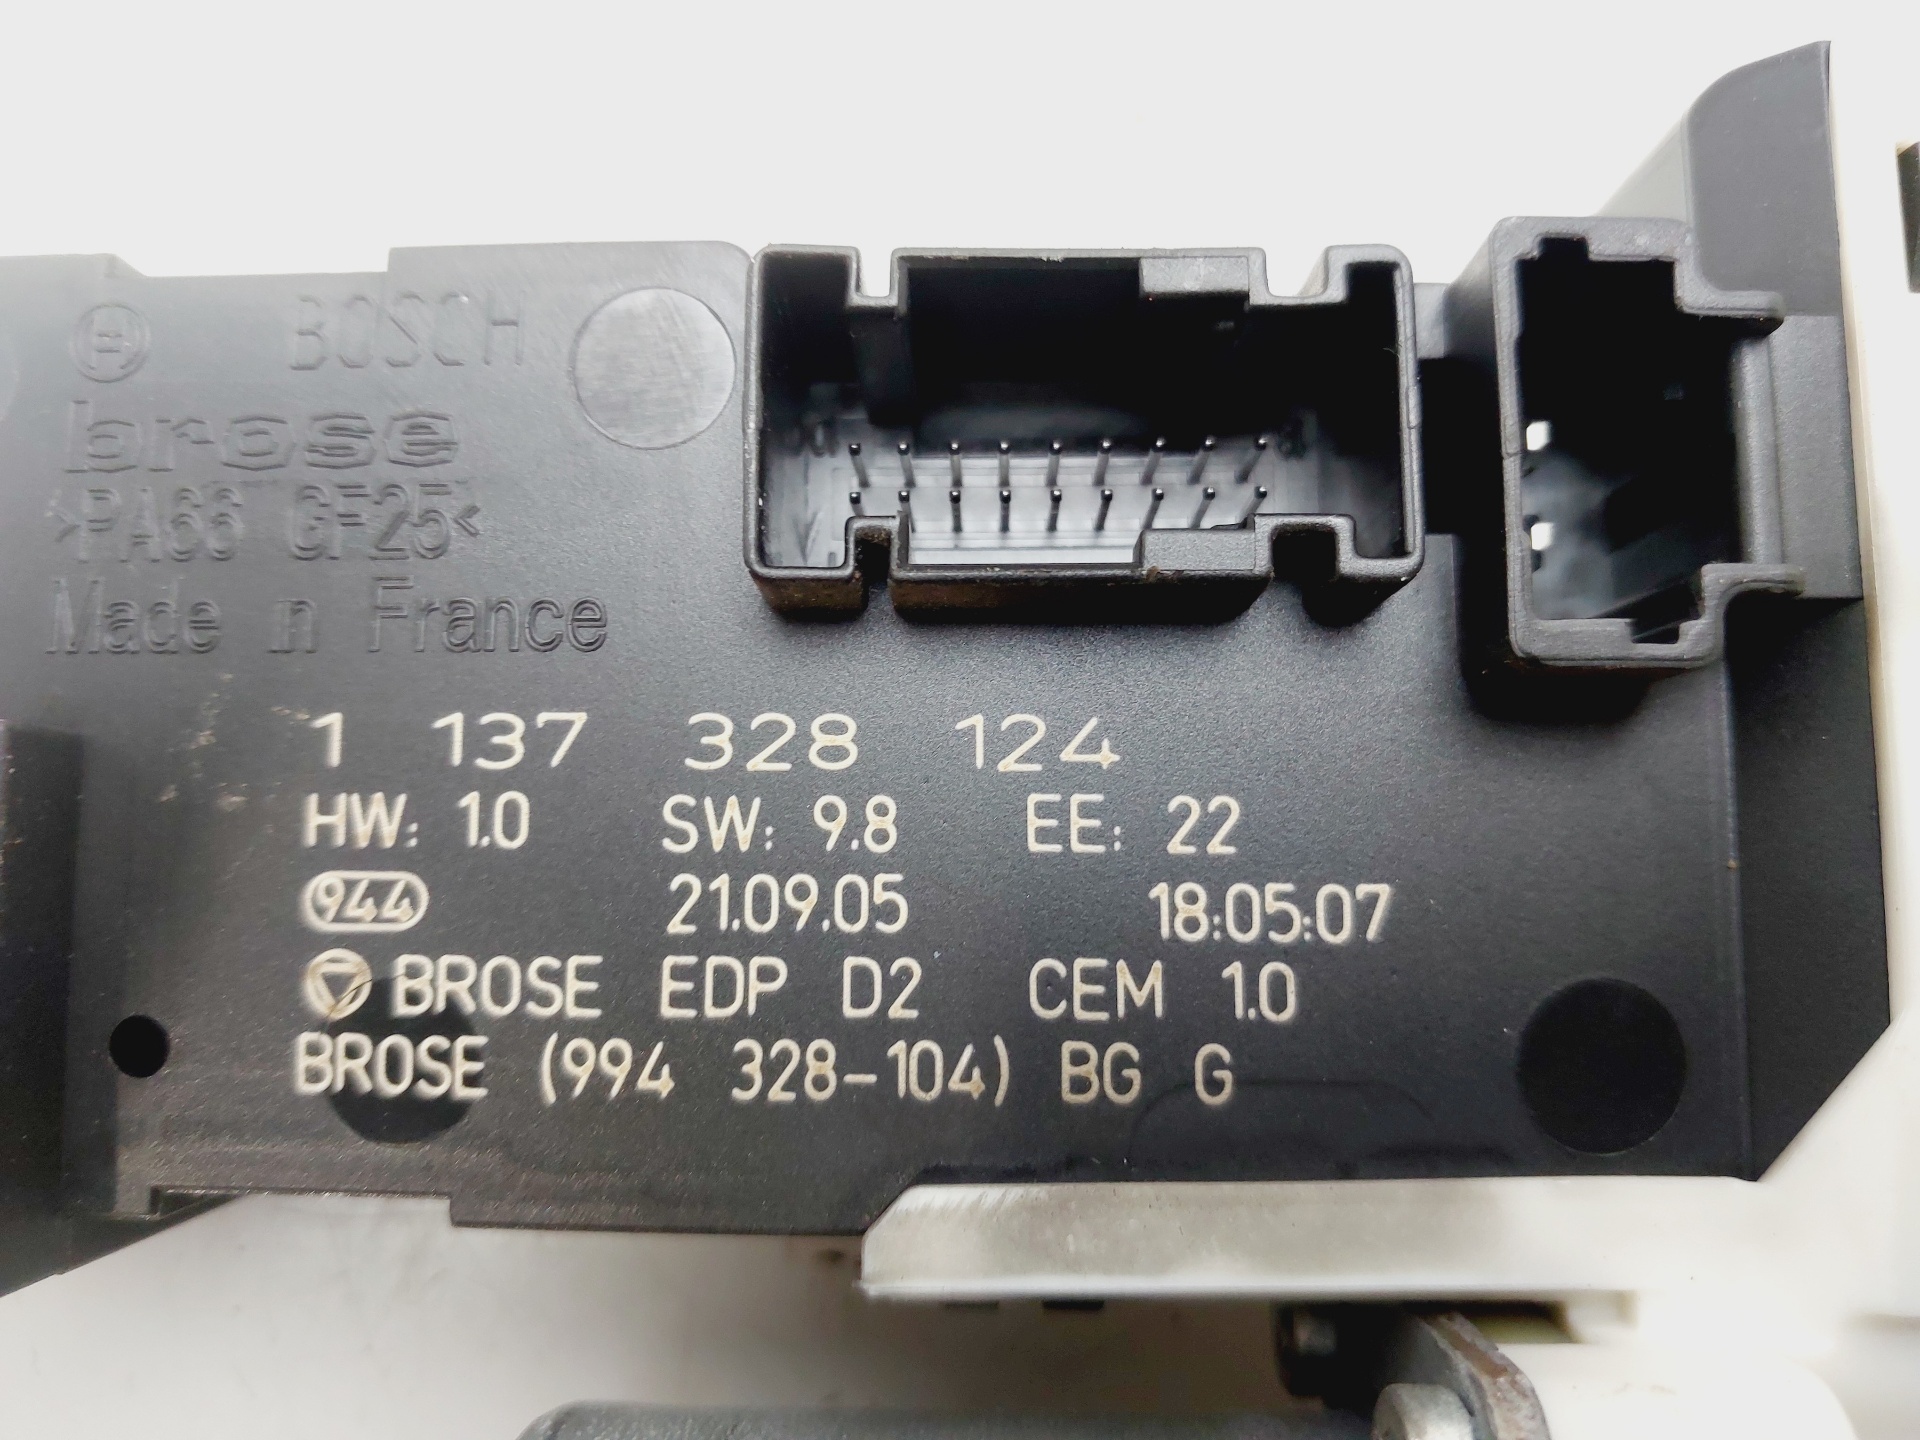 BOSCH
brose
>PA66 GF25<
Made in France
1 137 328 124
HW: 1.0 SW: 9.8 EE: 22
944 21.09.05 18:05:07
BROSE EDP D2 CEM 1.0
BROSE (994 328-104) BG G